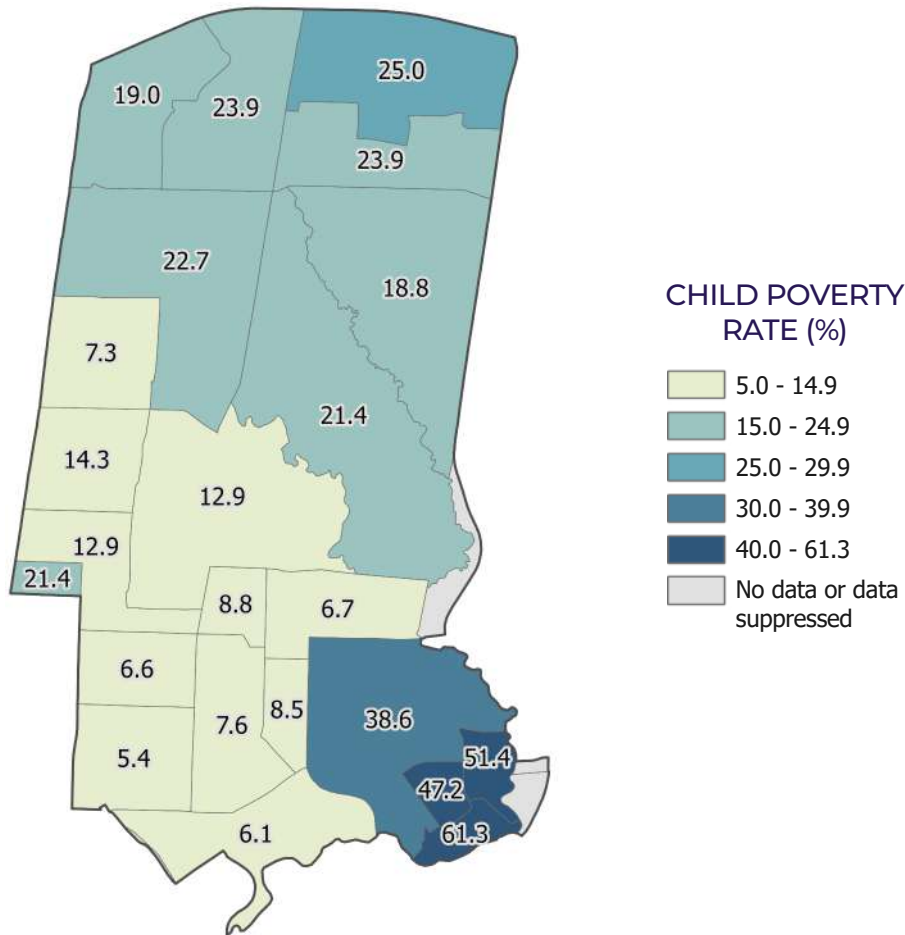 25.0
19.0
23.9
23.9
22.7
18.8
7.3
21.4
14.3
12.9
12.9
21.4
8.8
6.7
6.6
8.5
7.6
38.6
5.4
51.4
47.2
6.1
61.3
CHILD POVERTY
RATE (%)
5.0 - 14.9
15.0 - 24.9
25.0 - 29.9
30.0 - 39.9
40.0 - 61.3
No data or data
suppressed